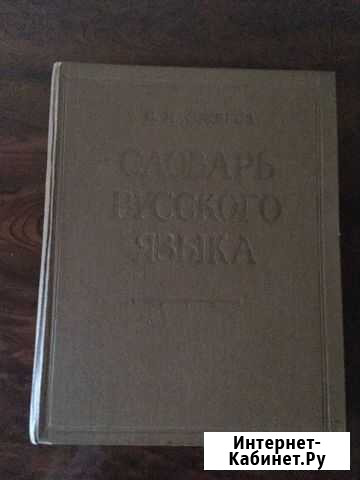 С. И. ОЖЕГОВ
СЛОВАРЬ
РУССКОГО
ЯЗЫКА
Интернет-
Кабинет.Ру